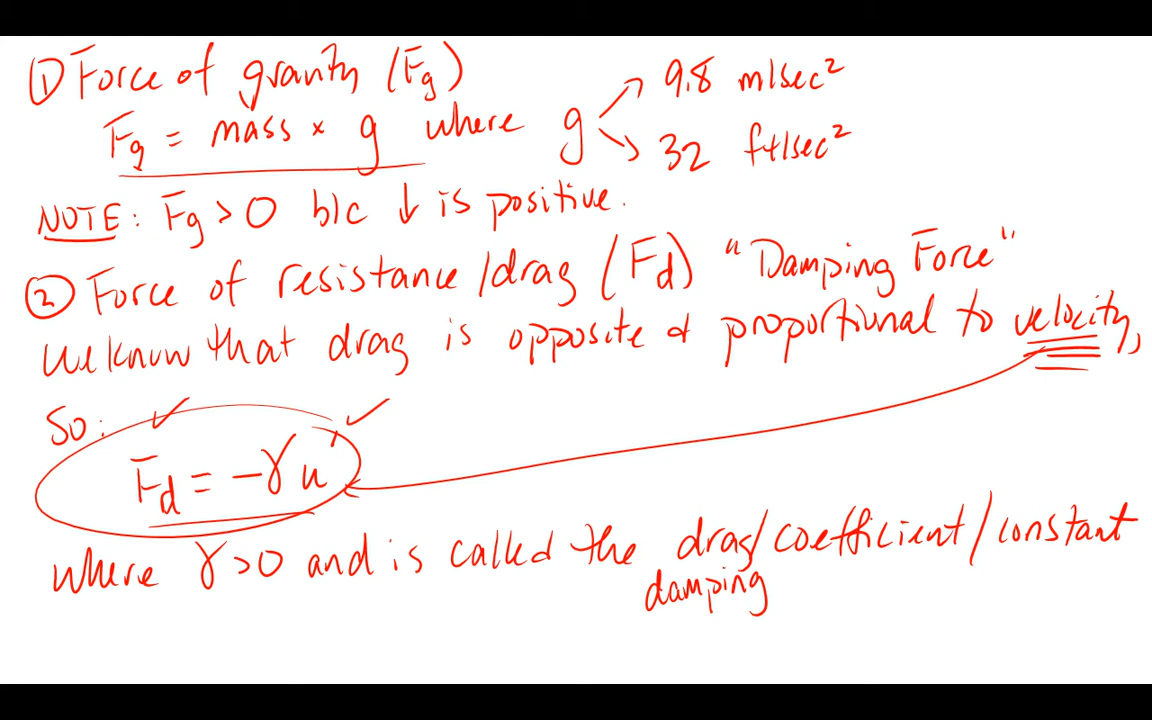 ① Force of gravity (Fg)
Fg = mass × g where g → 9.8 m/sec²
→ 32 ft/sec²
NOTE: Fg > 0 b/c ↓ is positive.
② Force of resistance/drag (Fd) "Damping Force"
We know that drag is opposite & proportional to velocity,
So:
Fd = -γu'
where γ>0 and is called the drag/coefficient/constant
damping